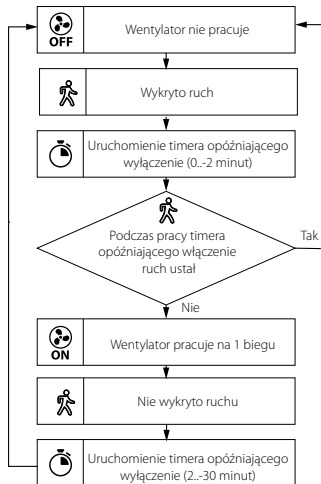 OFF
Wentylator nie pracuje
Wykryto ruch
Uruchomienie timera opóźniającego
wyłączenie (0..-2 minut)
Podczas pracy timera
opóźniającego włączenie
ruch ustał
Tak
Nie
ON
Wentylator pracuje na 1 biegu
Nie wykryto ruchu
Uruchomienie timera opóźniającego
wyłączenie (2..-30 minut)